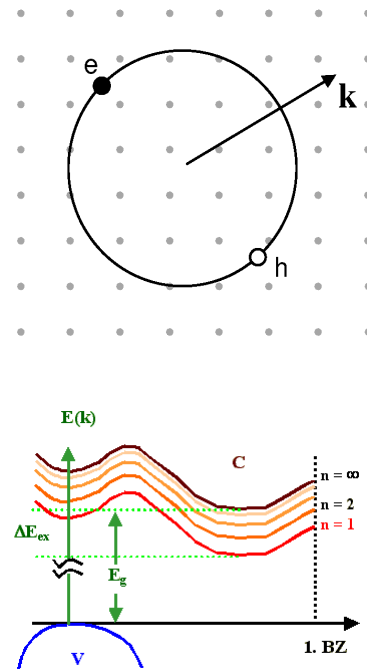 e
k
h
E(k)
C
n = ∞
n = 2
n = 1
ΔE_ex
E_g
1. BZ
V